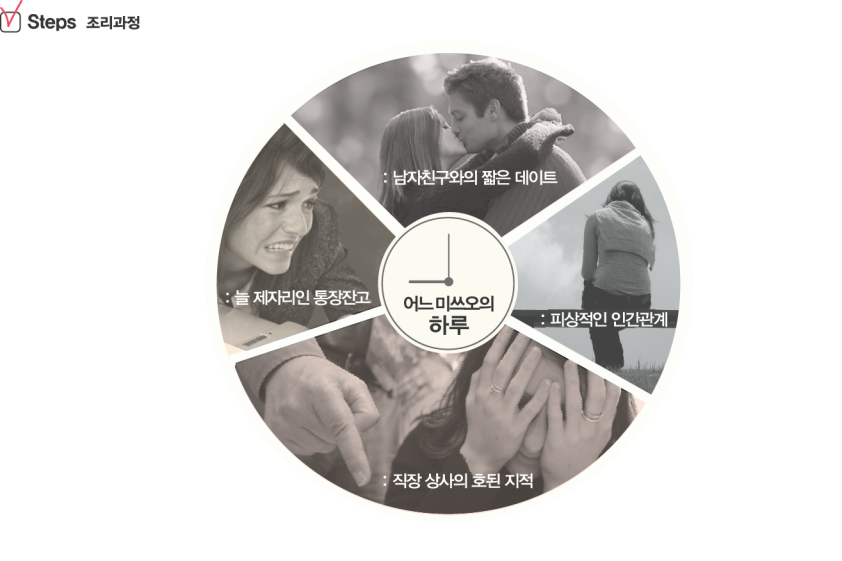 Steps 조리과정
: 남자친구와의 짧은 데이트
: 늘 제자리인 통장잔고
: 피상적인 인간관계
어느 미쓰오의
하루
: 직장 상사의 호된 지적